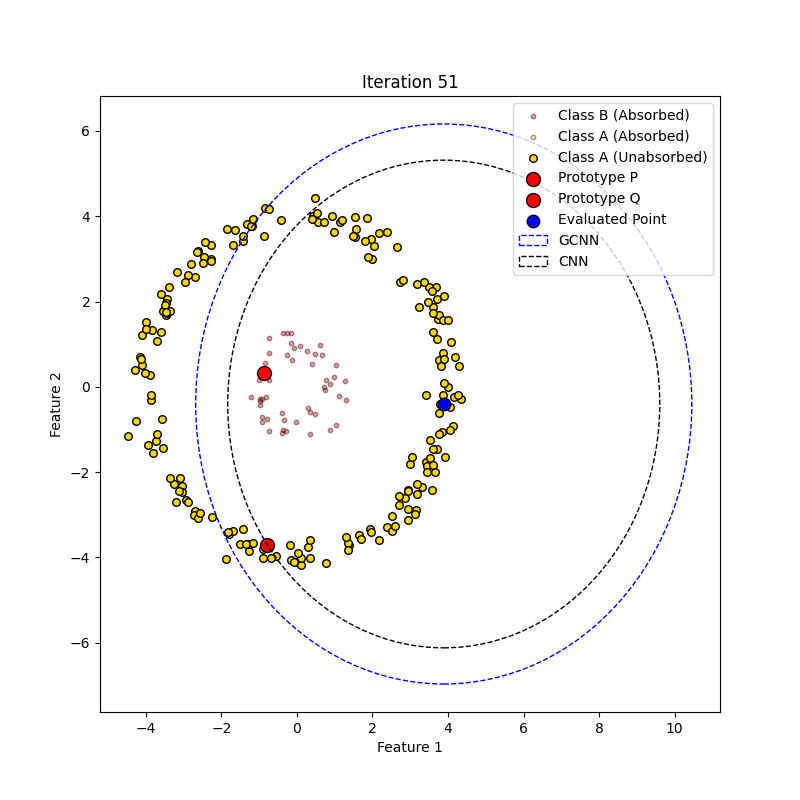 Iteration 51
Class B (Absorbed)
Class A (Absorbed)
Class A (Unabsorbed)
Prototype P
Prototype Q
Evaluated Point
GCNN
CNN
6
4
2
0
−2
−4
−6
Feature 2
−4 −2 0 2 4 6 8 10
Feature 1